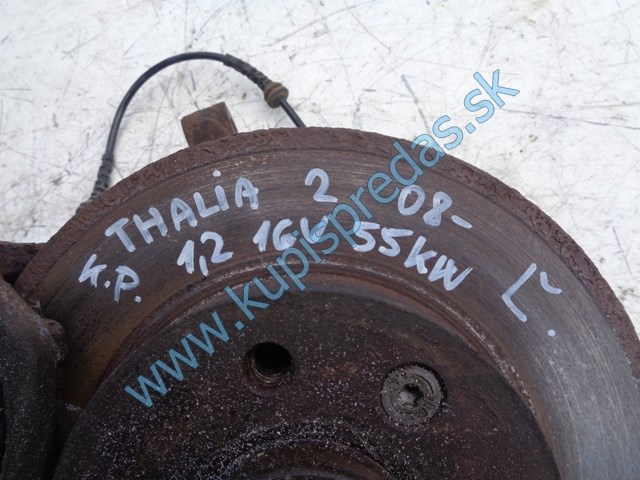 THALIA 2 08-
Ľ.P. 1,2 16V 55KW Ľ.
www.kupispredas.sk